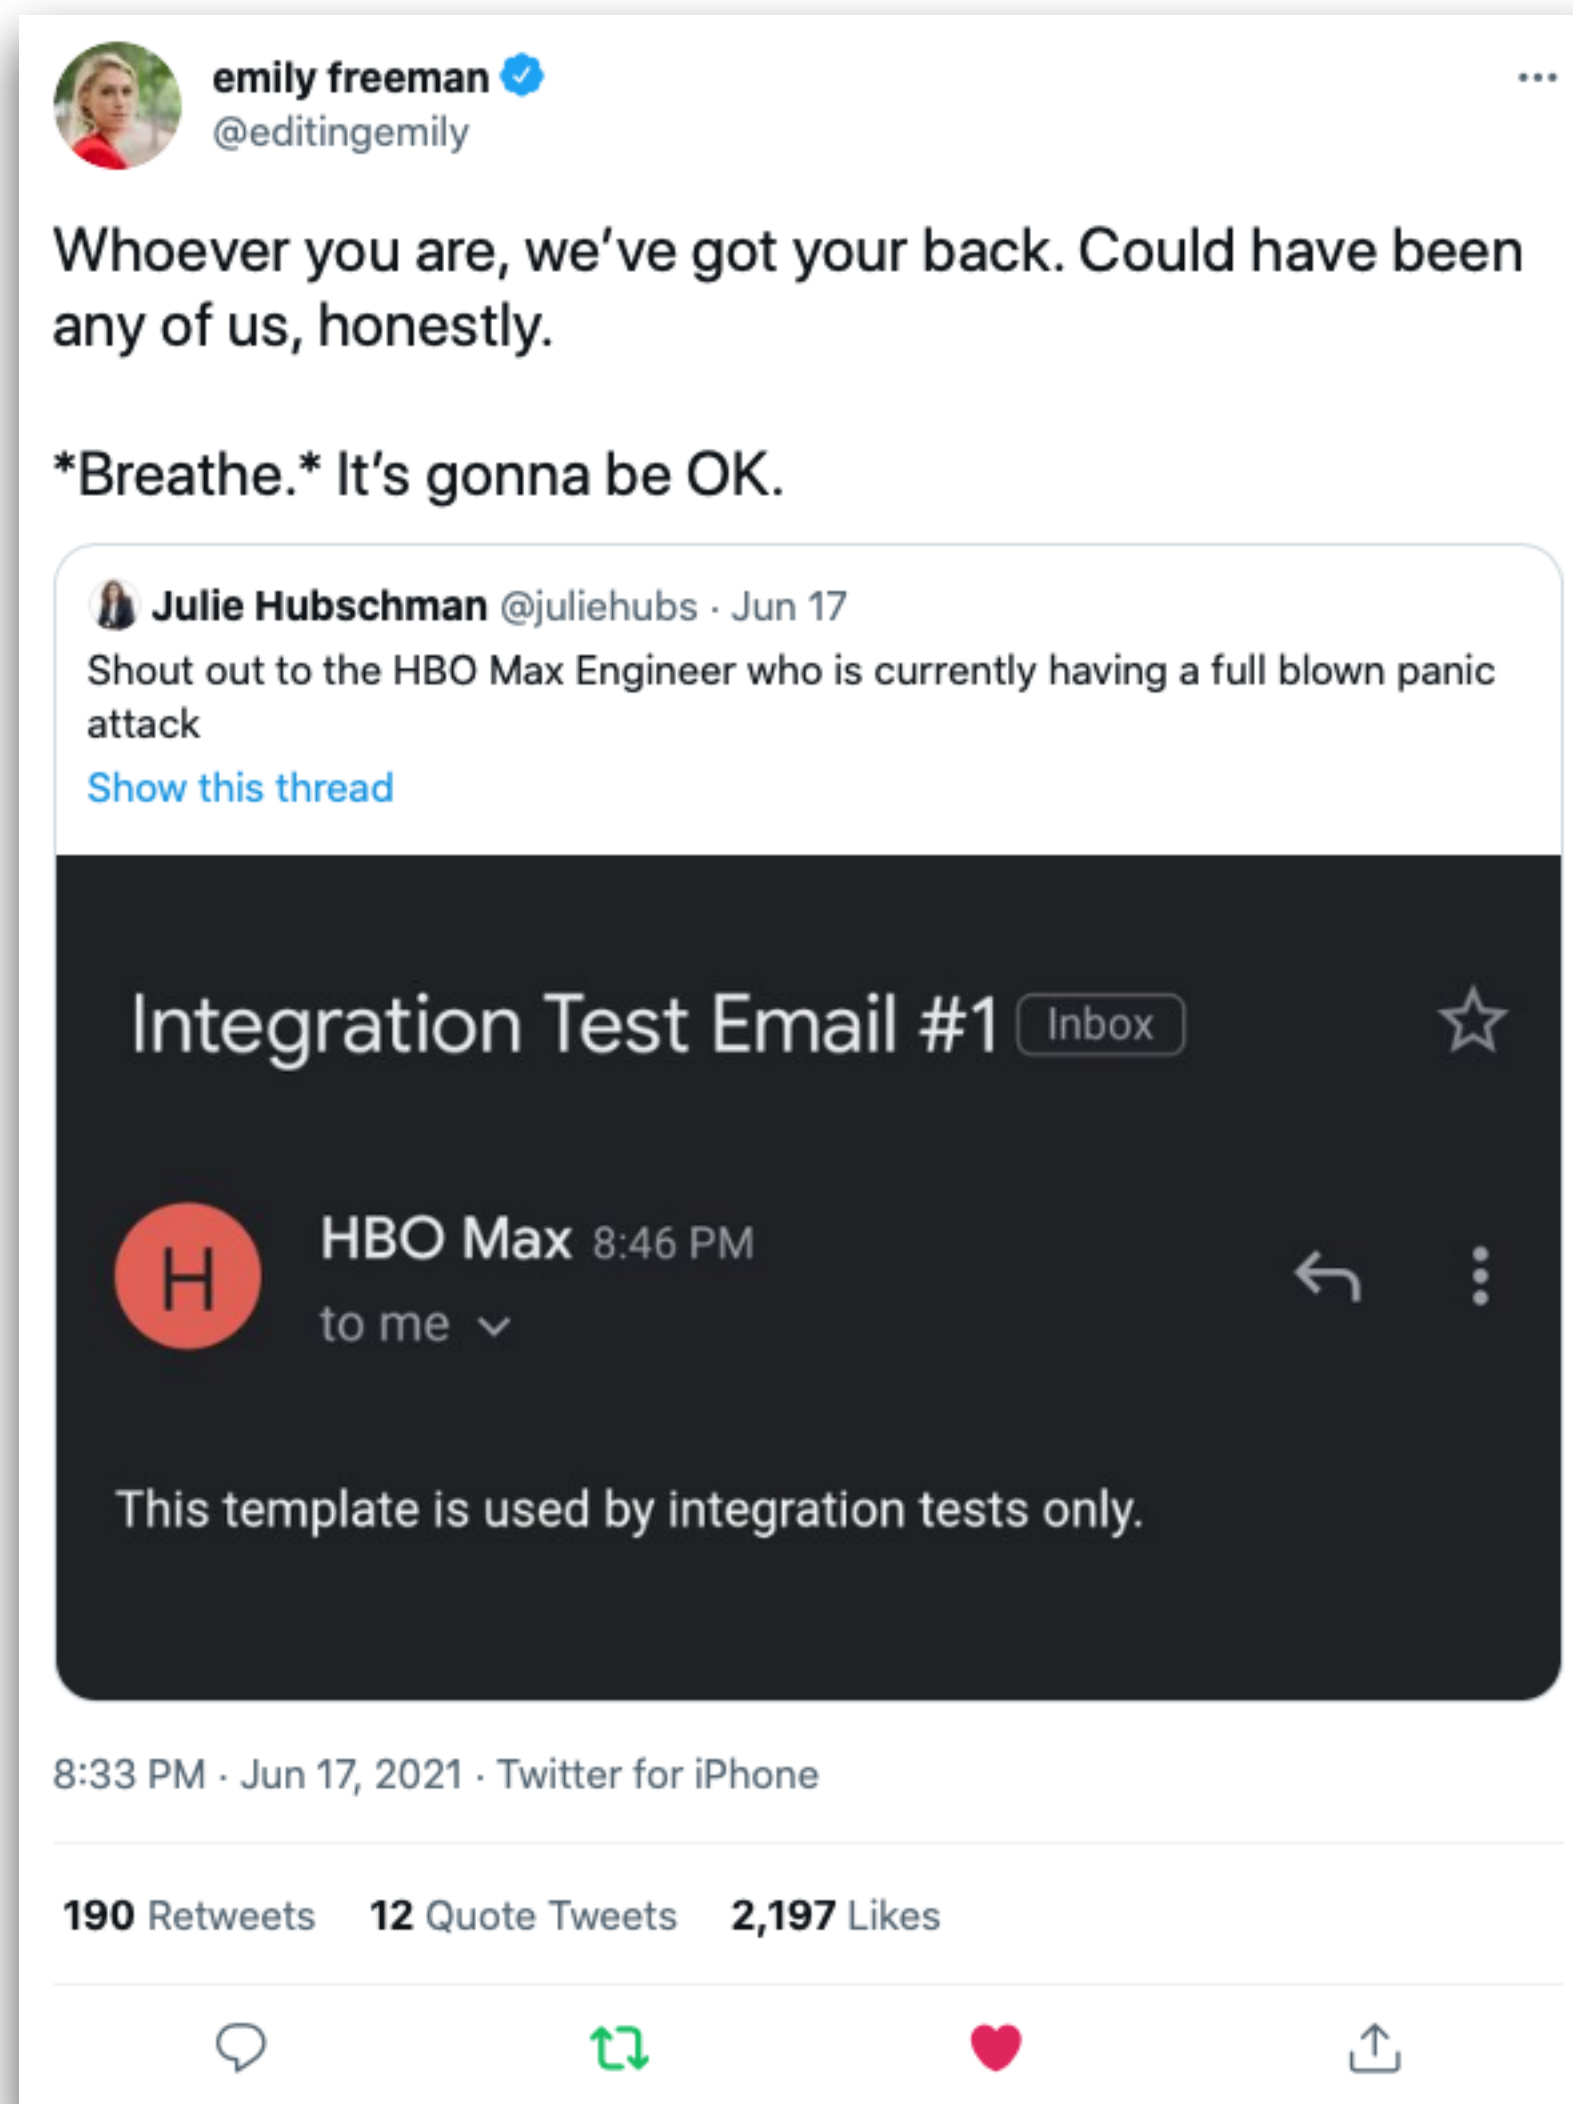 emily freeman
@editingemily
Whoever you are, we’ve got your back. Could have been
any of us, honestly.
*Breathe.* It’s gonna be OK.
Julie Hubschman @juliehubs · Jun 17
Shout out to the HBO Max Engineer who is currently having a full blown panic
attack
Show this thread
Integration Test Email #1 Inbox
H
HBO Max 8:46 PM
to me
This template is used by integration tests only.
8:33 PM · Jun 17, 2021 · Twitter for iPhone
190 Retweets 12 Quote Tweets 2,197 Likes